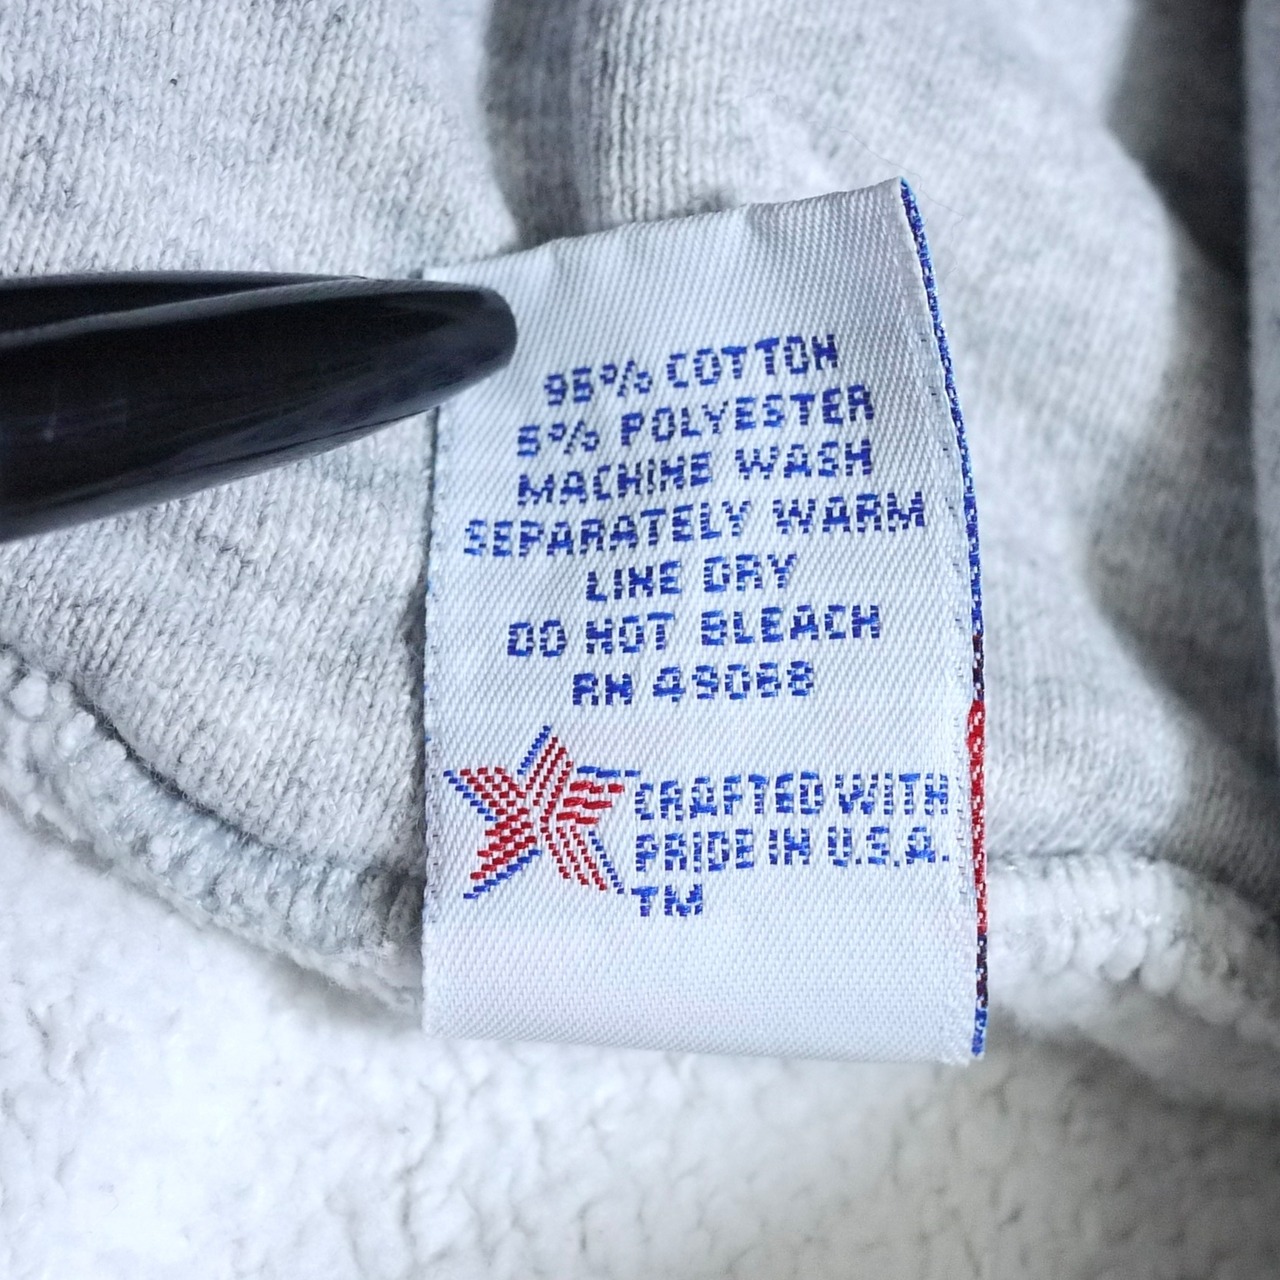 95% COTTON
5% POLYESTER
MACHINE WASH
SEPARATELY WARM
LINE DRY
DO NOT BLEACH
RN 49068
CRAFTED WITH
PRIDE IN U.S.A.
TM